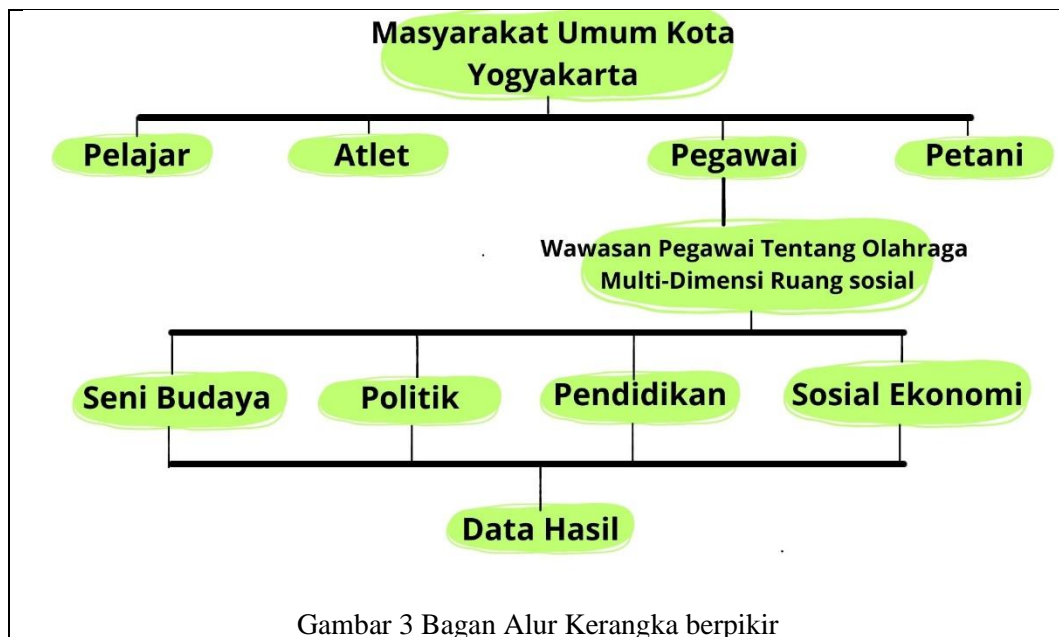 Masyarakat Umum Kota
Yogyakarta
Pelajar
Atlet
Pegawai
Petani
Wawasan Pegawai Tentang Olahraga
Multi-Dimensi Ruang sosial
Seni Budaya
Politik
Pendidikan
Sosial Ekonomi
Data Hasil
Gambar 3 Bagan Alur Kerangka berpikir